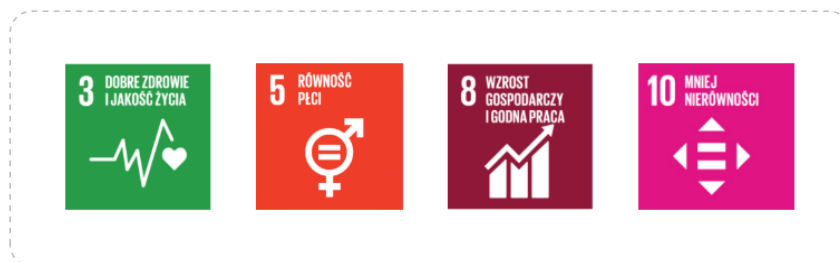 3 DOBRE ZDROWIE
I JAKOŚĆ ŻYCIA
5 RÓWNOŚĆ
PŁCI
8 WZROST
GOSPODARCZY
I GODNA PRACA
10 MNIEJ
NIERÓWNOŚCI